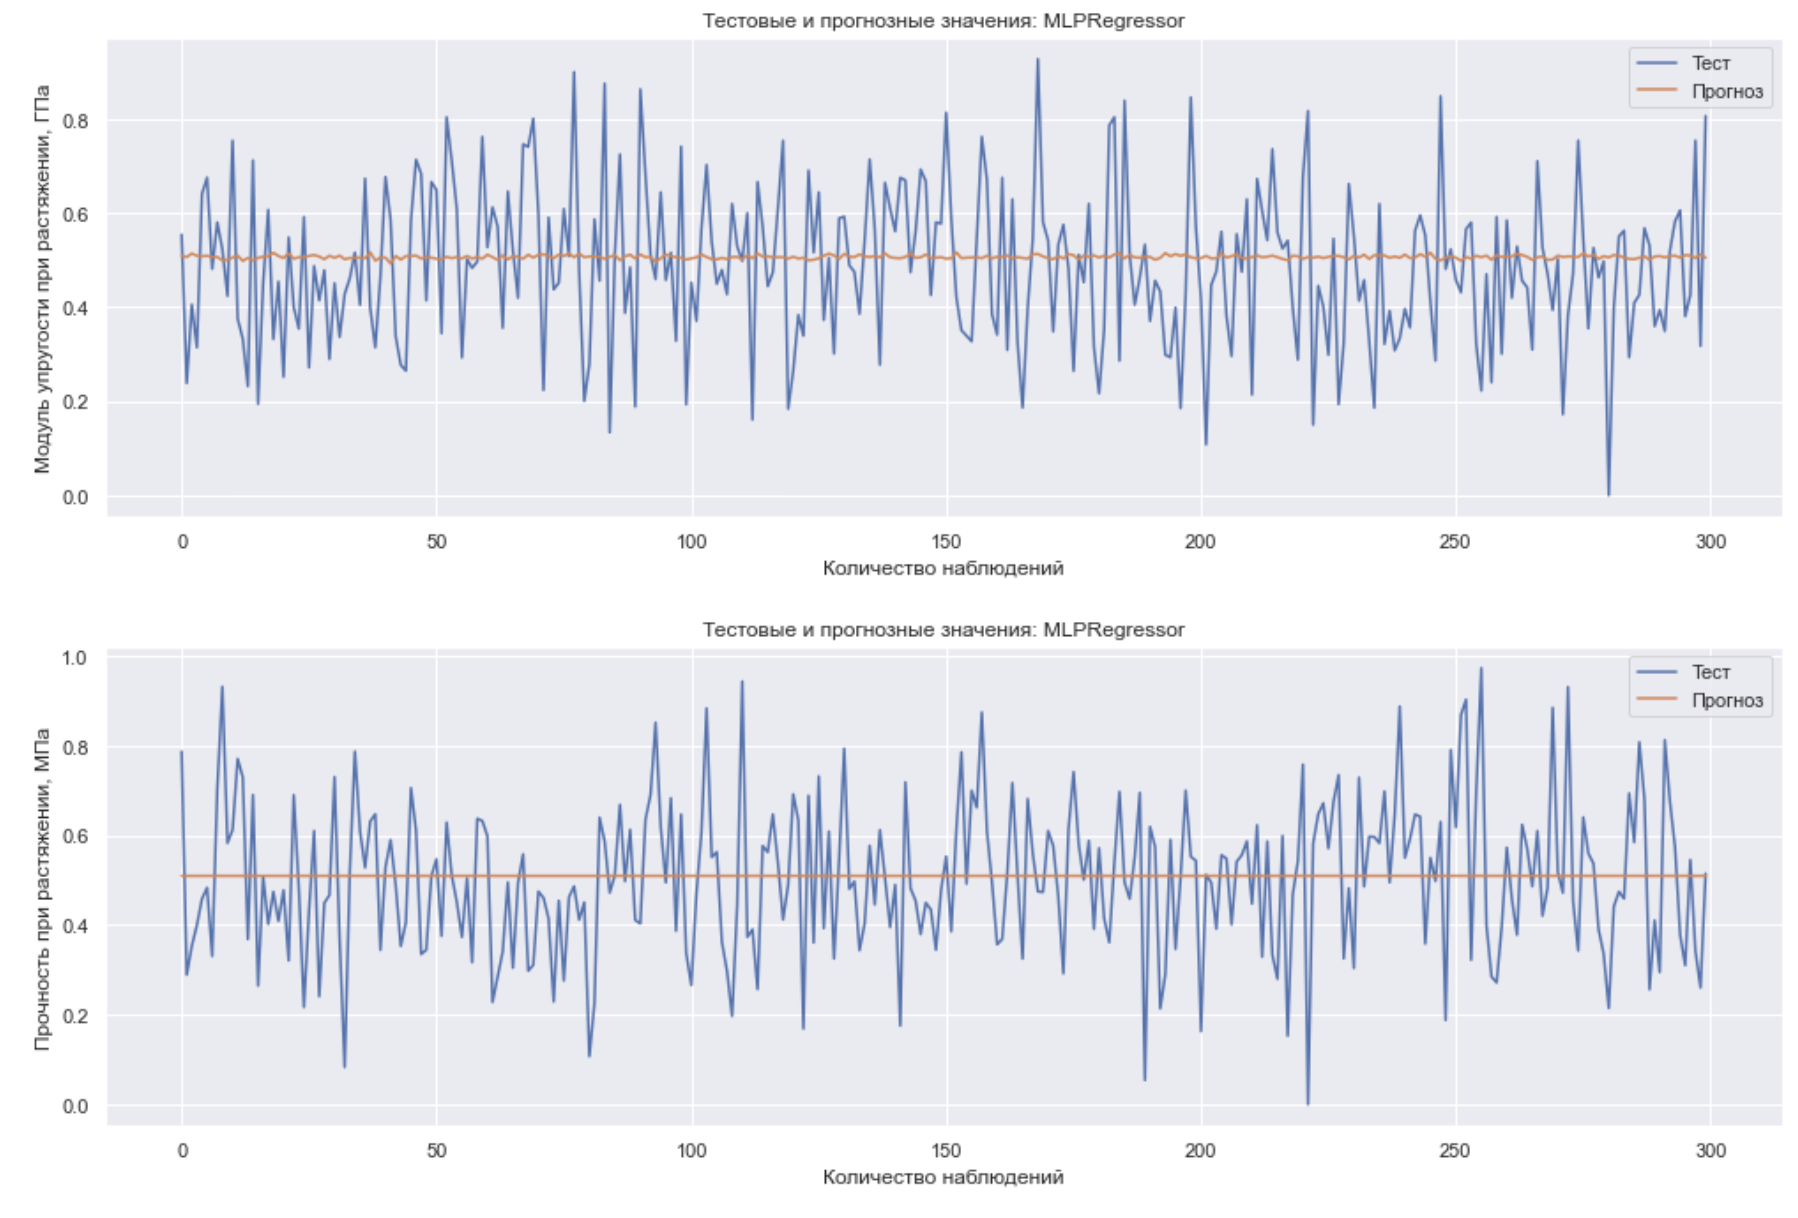 Тестовые и прогнозные значения: MLPRegressor
Тест
Прогноз
Модуль упругости при растяжении, ГПа
0.8
0.6
0.4
0.2
0.0
0 50 100 150 200 250 300
Количество наблюдений
Тестовые и прогнозные значения: MLPRegressor
Тест
Прогноз
Прочность при растяжении, МПа
1.0
0.8
0.6
0.4
0.2
0.0
0 50 100 150 200 250 300
Количество наблюдений